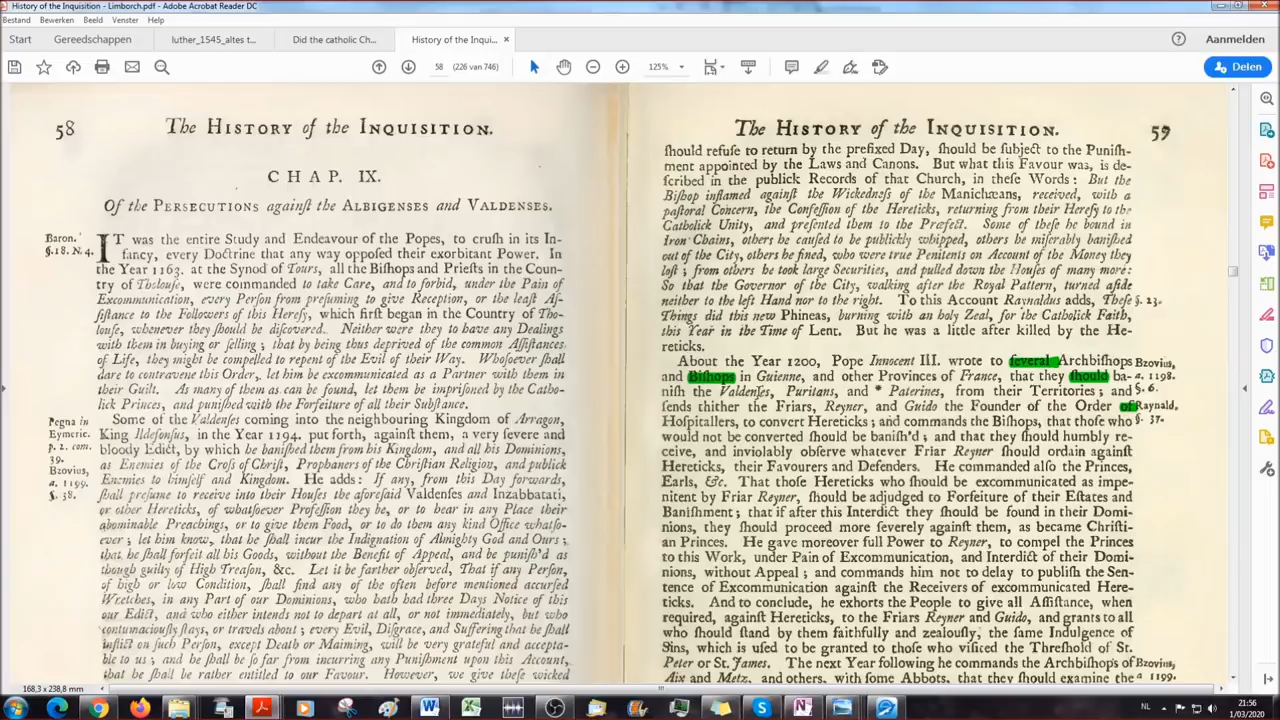 History of the Inquisition - Limborch.pdf - Adobe Acrobat Reader DC
Bestand Bewerken Beeld Venster Help
Start Gereedschappen luther_1545_altes t... Did the catholic Ch... History of the Inqui... × Aanmelden
58 (226 van 746) 125% Delen
58 The HISTORY of the INQUISITION.
CHAP. IX.
Of the PERSECUTIONS against the ALBIGENSES and VALDENSES.
Baron.
§.18. N. 4.
IT was the entire Study and Endeavour of the Popes, to crush in its In-
fancy, every Doctrine that any way opposed their exorbitant Power. In
the Year 1163. at the Synod of Tours, all the Bishops and Priests in the Coun-
try of Tholouse, were commanded to take Care, and to forbid, under the Pain of
Excommunication, every Person from presuming to give Reception, or the least As-
sistance to the Followers of this Heresy, which first began in the Country of Tho-
louse, whenever they should be discovered. Neither were they to have any Dealings
with them in buying or selling; that by being thus deprived of the common Assistances
of Life, they might be compelled to repent of the Evil of their Way. Whosoever shall
dare to contravene this Order, let him be excommunicated as a Partner with them in
their Guilt. As many of them as can be found, let them be imprisoned by the Catho-
lick Princes, and punished with the Forfeiture of all their Substance.
Pegna in
Eymeric.
p. 2. com.
39.
Bzovius,
a. 1199.
§. 38.
Some of the Valdenses coming into the neighbouring Kingdom of Arragon,
King Ildefonsus, in the Year 1194. put forth, against them, a very severe and
bloody Edict, by which he banished them from his Kingdom, and all his Dominions,
as Enemies of the Cross of Christ, Prophaners of the Christian Religion, and publick
Enemies to himself and Kingdom. He adds: If any, from this Day forwards,
shall presume to receive into their Houses the aforesaid Valdenses and Inzabbatati,
or other Hereticks, of whatsoever Profession they be, or to hear in any Place their
abominable Preachings, or to give them Food, or to do them any kind Office whatso-
ever; let him know, that he shall incur the Indignation of Almighty God and Ours;
that he shall forfeit all his Goods, without the Benefit of Appeal, and be punish'd as
though guilty of High Treason, &c. Let it be farther observed, That if any Person,
of high or low Condition, shall find any of the often before mentioned accursed
Wretches, in any Part of our Dominions, who hath had three Days Notice of this
our Edict, and who either intends not to depart at all, or not immediately, but who
contumaciously stays, or travels about; every Evil, Disgrace, and Suffering that he shall
inflict on such Person, except Death or Maiming, will be very grateful and accepta-
ble to us; and he shall be so far from incurring any Punishment upon this Account,
that he shall be rather entitled to our Favour. However, we give these wicked
The HISTORY of the INQUISITION. 59
should refuse to return by the prefixed Day, should be subject to the Punish-
ment appointed by the Laws and Canons. But what this Favour was, is de-
scribed in the publick Records of that Church, in these Words: But the
Bishop inflamed against the Wickedness of the Manichæans, received, with a
pastoral Concern, the Confession of the Hereticks, returning from their Heresy to the
Catholick Unity, and presented them to the Præfect. Some of these he bound in
Iron Chains, others he caused to be publickly whipped, others he miserably banished
out of the City, others he fined, who were true Penitents on Account of the Money they
lost; from others he took large Securities, and pulled down the Houses of many more:
So that the Governor of the City, walking after the Royal Pattern, turned aside
neither to the left Hand nor to the right. To this Account Raynaldus adds, These §. 23.
Things did this new Phineas, burning with an holy Zeal, for the Catholick Faith,
this Year in the Time of Lent. But he was a little after killed by the He-
reticks.
About the Year 1200, Pope Innocent III. wrote to several Archbishops Bzovius,
and Bishops in Guienne, and other Provinces of France, that they should ba- a. 1198.
nish the Valdenses, Puritans, and * Paterines, from their Territories; and §. 6.
sends thither the Friars, Reyner, and Guido the Founder of the Order of Raynald.
Hospitallers, to convert Hereticks; and commands the Bishops, that those who §. 37.
would not be converted should be banish'd; and that they should humbly re-
ceive, and inviolably observe whatever Friar Reyner should ordain against
Hereticks, their Favourers and Defenders. He commanded also the Princes,
Earls, &c. That those Hereticks who should be excommunicated as impe-
nitent by Friar Reyner, should be adjudged to Forfeiture of their Estates and
Banishment; that if after this Interdict they should be found in their Domi-
nions, they should proceed more severely against them, as became Christi-
an Princes. He gave moreover full Power to Reyner, to compel the Princes
to this Work, under Pain of Excommunication, and Interdict of their Domi-
nions, without Appeal; and commands him not to delay to publish the Sen-
tence of Excommunication against the Receivers of excommunicated Here-
ticks. And to conclude, he exhorts the People to give all Assistance, when
required, against Hereticks, to the Friars Reyner and Guido, and grants to all
who should stand by them faithfully and zealously, the same Indulgence of
Sins, which is used to be granted to those who visited the Threshold of St.
Peter or St. James. The next Year following he commands the Archbishops of Bzovius,
Aix and Metz, and others, with some Abbots, that they should examine the a 1199.
168,3 x 238,8 mm
NL 21:56
1/03/2020